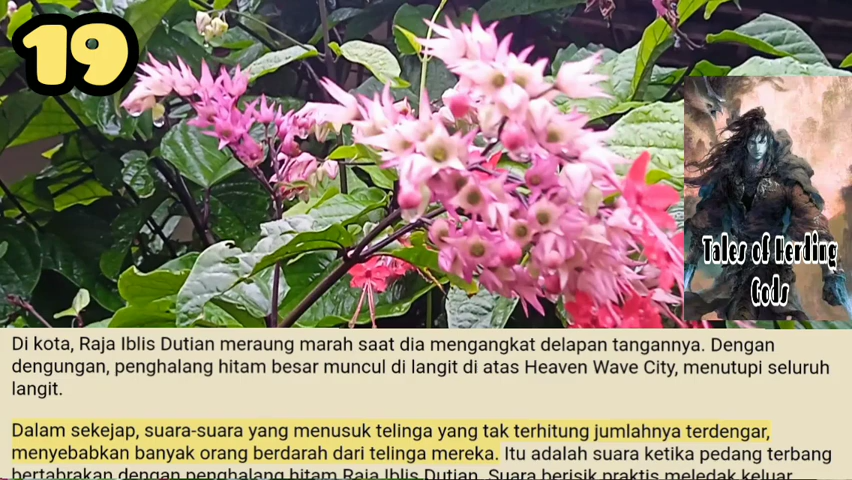 19
Tales of Herding
Gods
Di kota, Raja Iblis Dutian meraung marah saat dia mengangkat delapan tangannya. Dengan
dengungan, penghalang hitam besar muncul di langit di atas Heaven Wave City, menutupi seluruh
langit.
Dalam sekejap, suara-suara yang menusuk telinga yang tak terhitung jumlahnya terdengar,
menyebabkan banyak orang berdarah dari telinga mereka. Itu adalah suara ketika pedang terbang
bertabrakan dengan penghalang hitam Raja Iblis Dutian. Suara berisik praktis meledak keluar